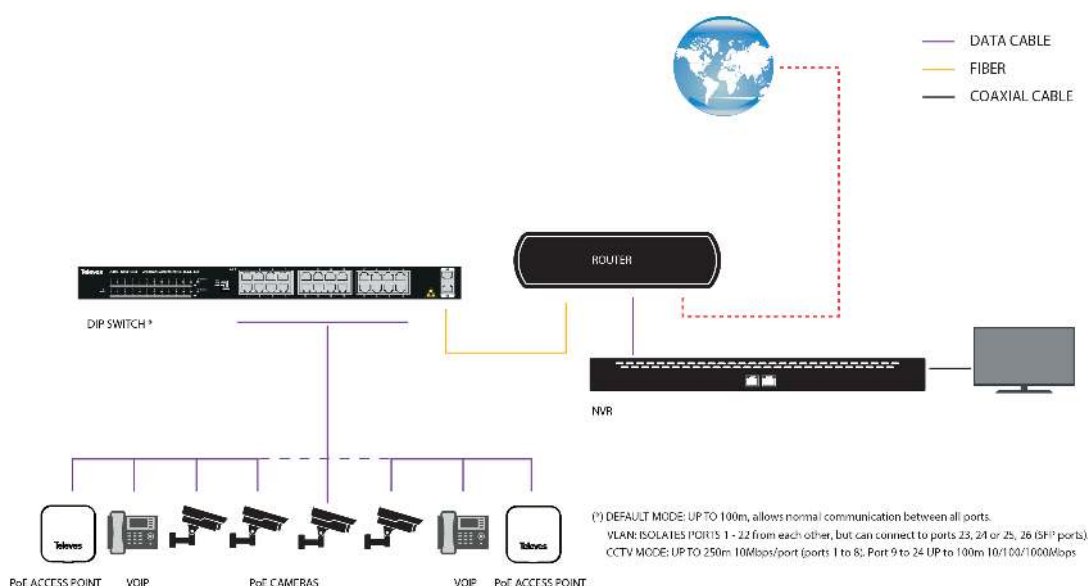 DATA CABLE
FIBER
COAXIAL CABLE
ROUTER
Televes
DIP SWITCH *
NVR
Televes
Televes
(*) DEFAULT MODE: UP TO 100m, allows normal communication between all ports.
VLAN: ISOLATES PORTS 1 - 22 from each other, but can connect to ports 23, 24 or 25, 26 (SFP ports).
CCTV MODE: UP TO 250m 10Mbps/port (ports 1 to 8). Port 9 to 24 UP to 100m 10/100/1000Mbps
PoE ACCESS POINT VOIP PoE CAMERAS VOIP PoE ACCESS POINT